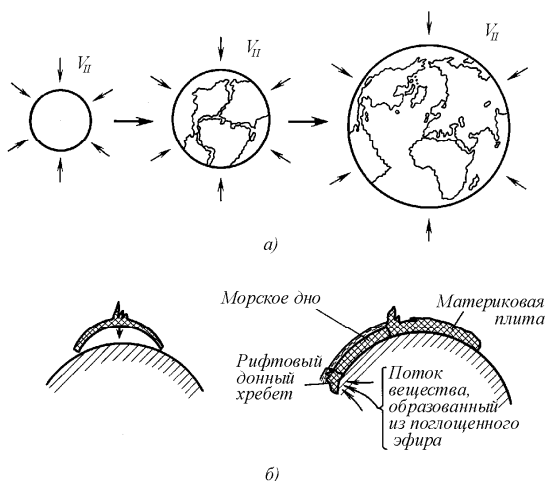 V_II
V_II
V_II
а)
Морское дно
Материковая
плита
Рифтовый
донный
хребет
Поток
вещества,
образованный
из поглощенного
эфира
б)